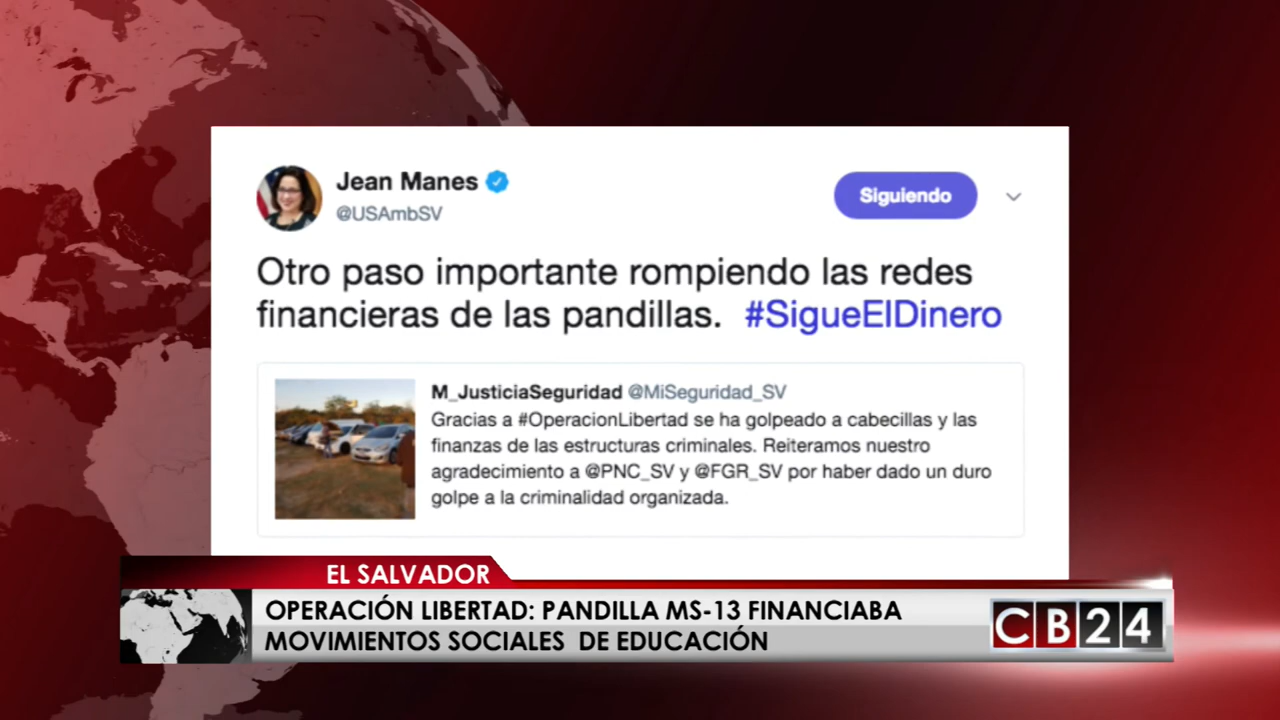 Jean Manes
@USAmbSV
Siguiendo
Otro paso importante rompiendo las redes
financieras de las pandillas. #SigueElDinero
M_JusticiaSeguridad @MiSeguridad_SV
Gracias a #OperacionLibertad se ha golpeado a cabecillas y las
finanzas de las estructuras criminales. Reiteramos nuestro
agradecimiento a @PNC_SV y @FGR_SV por haber dado un duro
golpe a la criminalidad organizada.
EL SALVADOR
OPERACIÓN LIBERTAD: PANDILLA MS-13 FINANCIABA
MOVIMIENTOS SOCIALES DE EDUCACIÓN
CB24